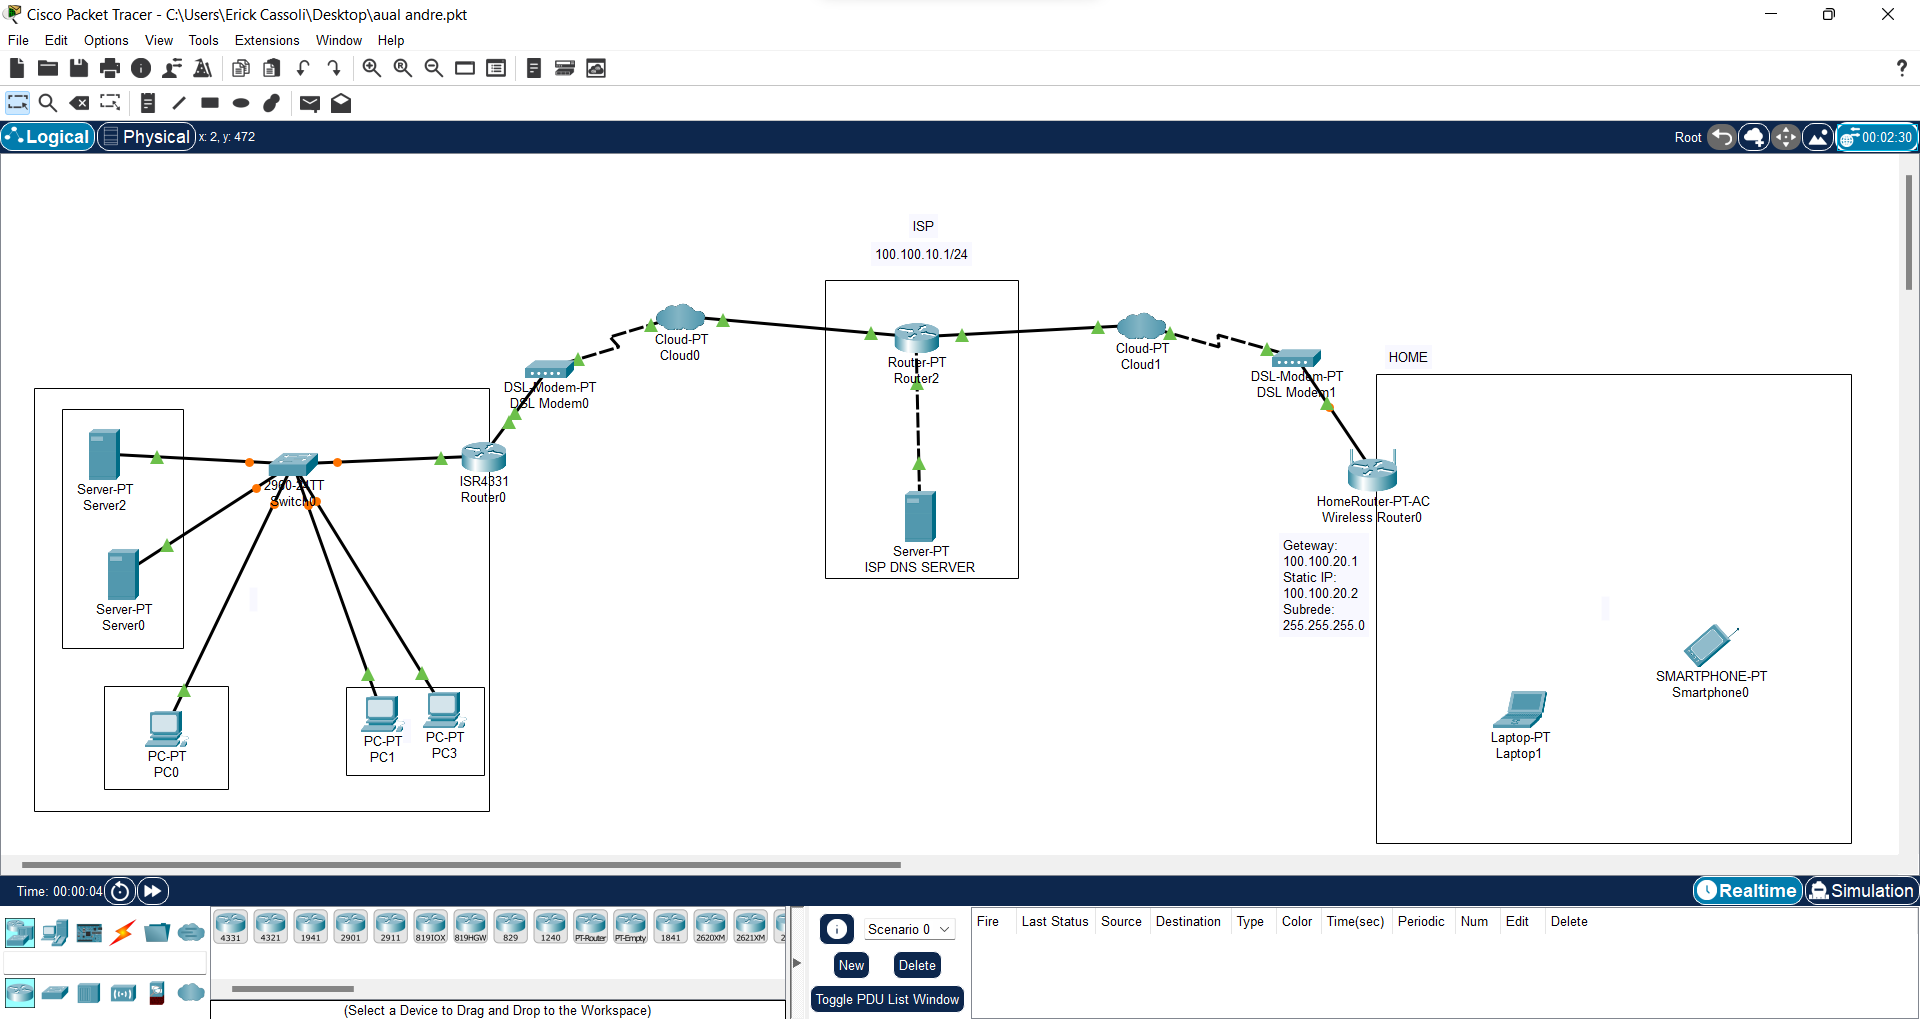 Cisco Packet Tracer - C:\Users\Erick Cassoli\Desktop\aual andre.pkt
File Edit Options View Tools Extensions Window Help
?
Logical Physical x: 2, y: 472
Root 00:02:30
ISP
100.100.10.1/24
Cloud-PT
Cloud0
Router-PT
Router2
Cloud-PT
Cloud1
HOME
DSL-Modem-PT
DSL Modem0
DSL-Modem-PT
DSL Modem1
Server-PT
Server2
2960-24TT
Switch0
ISR4331
Router0
HomeRouter-PT-AC
Wireless Router0
Geteway:
100.100.20.1
Static IP:
100.100.20.2
Subrede:
255.255.255.0
Server-PT
ISP DNS SERVER
Server-PT
Server0
SMARTPHONE-PT
Smartphone0
PC-PT
PC0
PC-PT
PC1
PC-PT
PC3
Laptop-PT
Laptop1
Time: 00:00:04
Realtime Simulation
4331 4321 1941 2901 2911 819IOX 819HGW 829 1240 PT-Router PT-Empty 1841 2620XM 2621XM 2
(Select a Device to Drag and Drop to the Workspace)
Scenario 0
New Delete
Toggle PDU List Window
Fire Last Status Source Destination Type Color Time(sec) Periodic Num Edit Delete